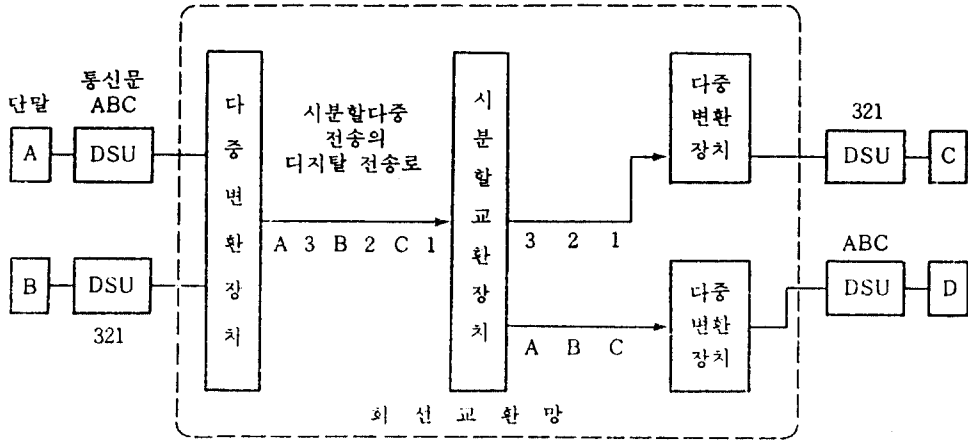 단말
통신문
ABC
A
DSU
B
DSU
321
다중변환장치
시분할다중
전송의
디지탈 전송로
A 3 B 2 C 1
시분할교환장치
3 2 1
A B C
다중
변환
장치
다중
변환
장치
321
DSU
C
ABC
DSU
D
회선교환망